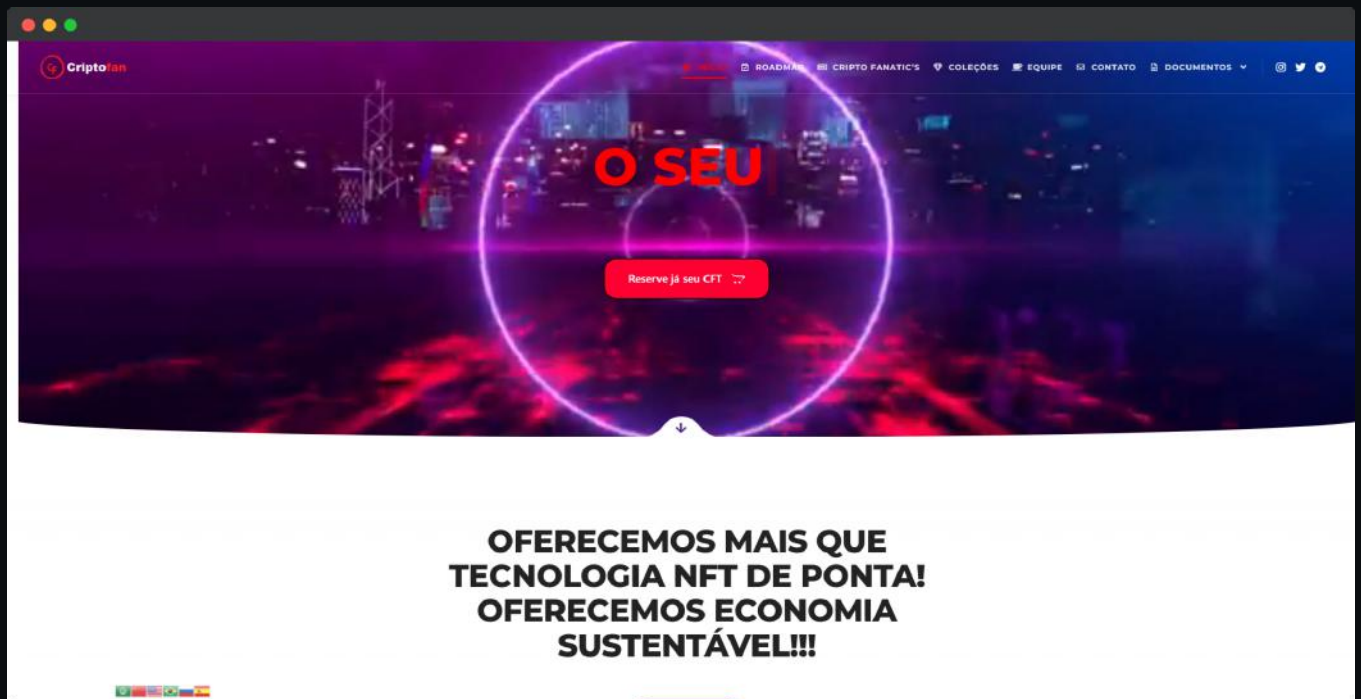 Criptofan
INÍCIO ROADMAP CRIPTO FANATIC'S COLEÇÕES EQUIPE CONTATO DOCUMENTOS
O SEU
Reserve já seu CFT
OFERECEMOS MAIS QUE
TECNOLOGIA NFT DE PONTA!
OFERECEMOS ECONOMIA
SUSTENTÁVEL!!!